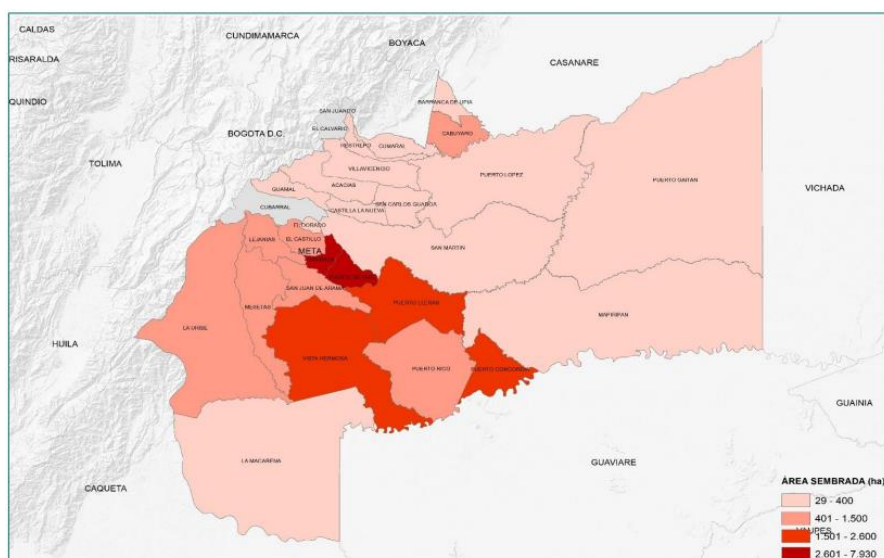 CALDAS
CUNDIMAMARCA
BOYACA
RISARALDA
CASANARE
QUINDIO
BARRANCA DE UPIA
SAN JUANITO
EL CALVARIO
CABUYARO
BOGOTA D.C.
RESTREPO
CUMARAL
TOLIMA
VILLAVICENCIO
PUERTO LOPEZ
PUERTO GAITAN
VICHADA
GUAMAL
ACACIAS
CUBARRAL
CASTILLA LA NUEVA
SAN CARLOS GUAROA
EL DORADO
LEJANIAS
EL CASTILLO
META
SAN MARTIN
SAN JUAN DE ARAMA
PUERTO LLERAS
MESETAS
MAPIRIPAN
HUILA
LA URIBE
VISTA HERMOSA
PUERTO RICO
PUERTO CONCORDIA
GUAINIA
LA MACARENA
GUAVIARE
CAQUETA
ÁREA SEMBRADA (ha)
29 - 400
401 - 1.500
VAUPES
1.501 - 2.600
2.601 - 7.930